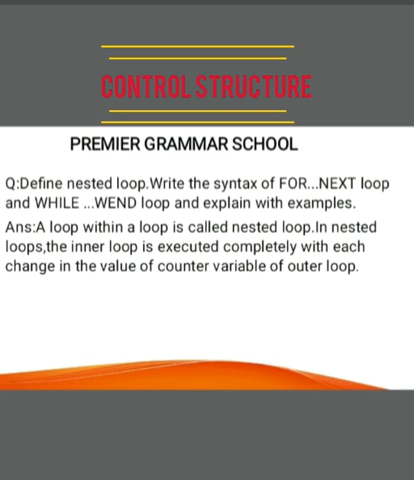 CONTROL STRUCTURE
PREMIER GRAMMAR SCHOOL
Q:Define nested loop.Write the syntax of FOR...NEXT loop
and WHILE ...WEND loop and explain with examples.
Ans:A loop within a loop is called nested loop.In nested
loops,the inner loop is executed completely with each
change in the value of counter variable of outer loop.